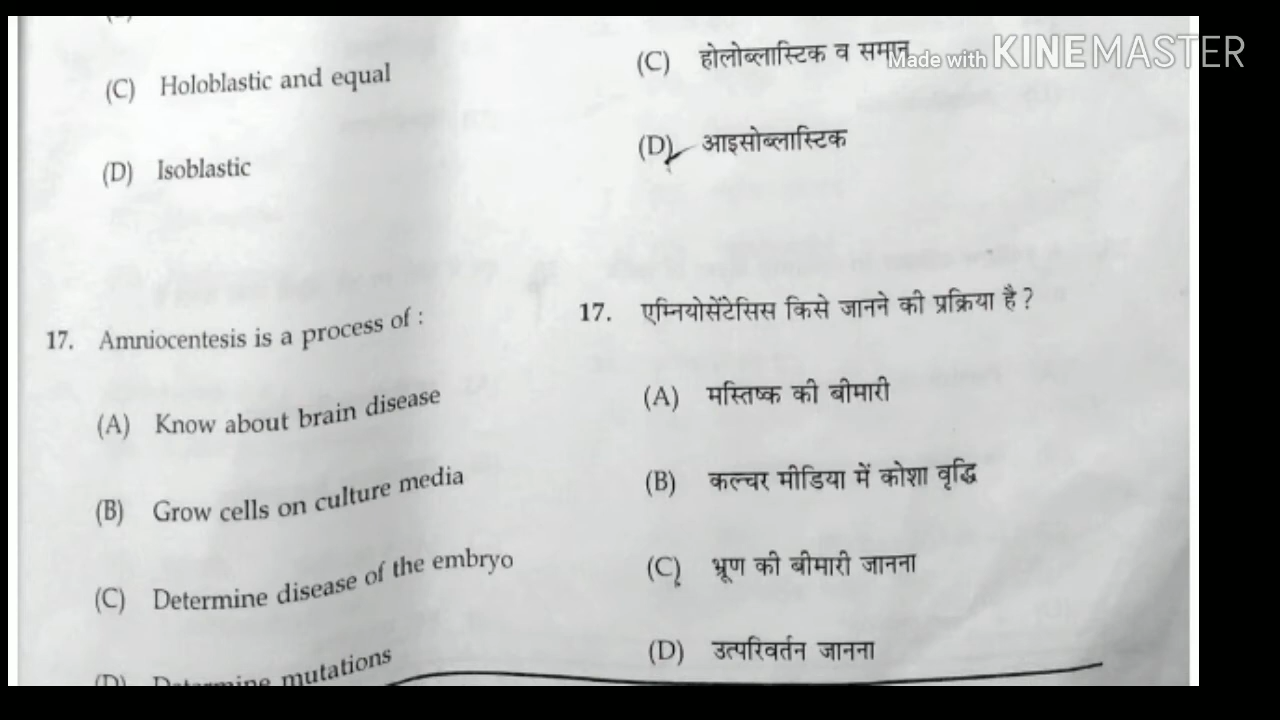 (C) Holoblastic and equal
(D) Isoblastic
17. Amniocentesis is a process of :
(A) Know about brain disease
(B) Grow cells on culture media
(C) Determine disease of the embryo
(D) Determine mutations
(C) होलोब्लास्टिक व समान
(D) आइसोब्लास्टिक
17. एम्नियोसेंटेसिस किसे जानने की प्रक्रिया है ?
(A) मस्तिष्क की बीमारी
(B) कल्चर मीडिया में कोशा वृद्धि
(C) भ्रूण की बीमारी जानना
(D) उत्परिवर्तन जानना
Made with KINEMASTER